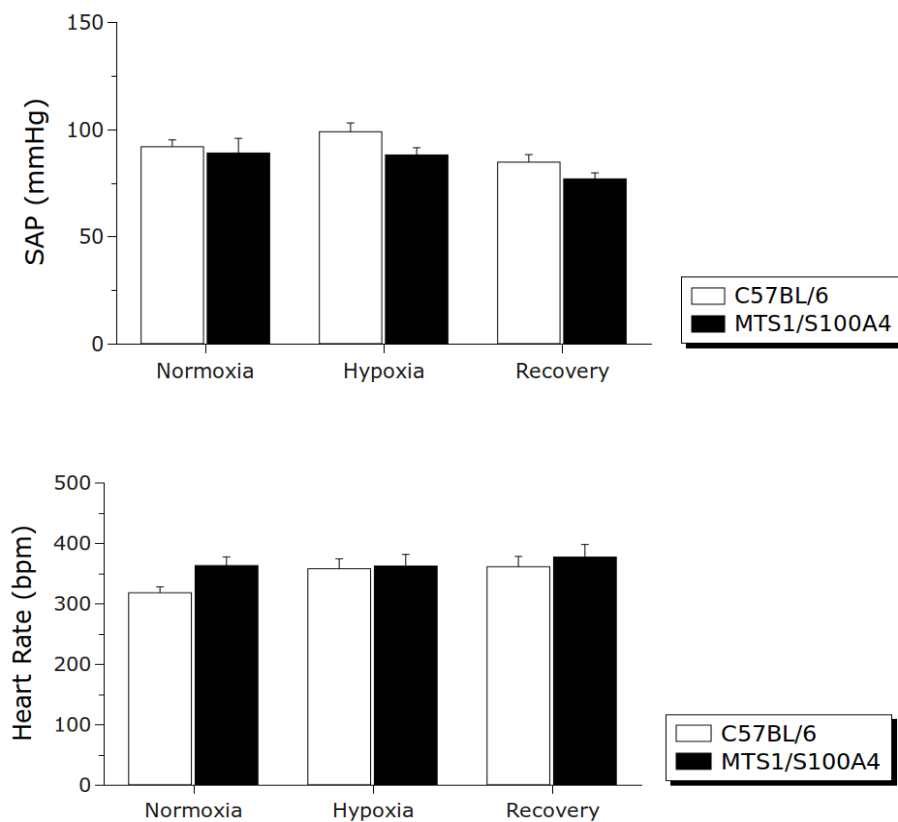 150
100
50
0
SAP (mmHg)
Normoxia Hypoxia Recovery
C57BL/6
MTS1/S100A4
500
400
300
200
100
0
Heart Rate (bpm)
Normoxia Hypoxia Recovery
C57BL/6
MTS1/S100A4